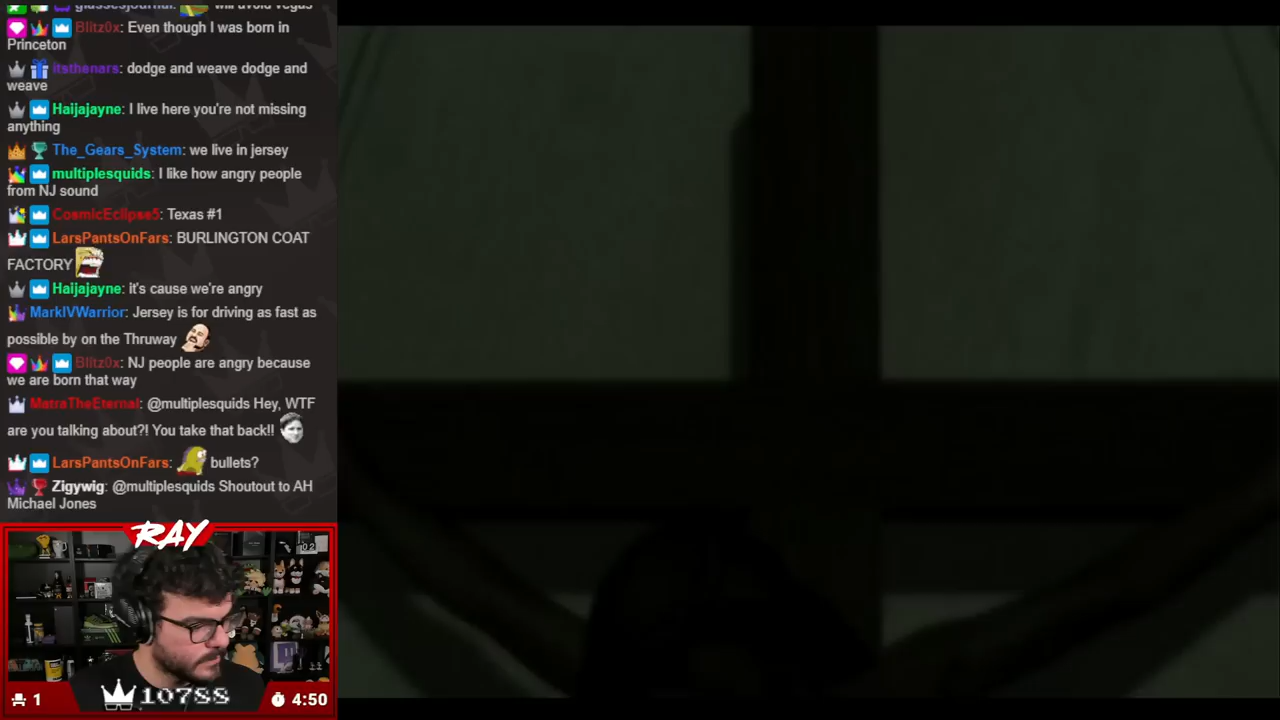 will avoid vegas
Blitz0x: Even though I was born in
Princeton
itsthenars: dodge and weave dodge and
weave
Haijajayne: I live here you're not missing
anything
The_Gears_System: we live in jersey
multiplesquids: I like how angry people
from NJ sound
CosmicEclipse5: Texas #1
LarsPantsOnFars: BURLINGTON COAT
FACTORY
Haijajayne: it's cause we're angry
MarkIVWarrior: Jersey is for driving as fast as
possible by on the Thruway
Blitz0x: NJ people are angry because
we are born that way
MatraTheEternal: @multiplesquids Hey, WTF
are you talking about?! You take that back!!
LarsPantsOnFars: bullets?
Zigywig: @multiplesquids Shoutout to AH
Michael Jones
RAY
1
10788
4:50